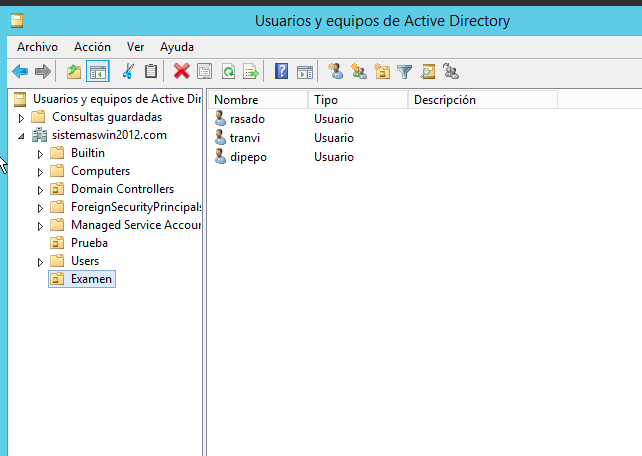 Usuarios y equipos de Active Directory
Archivo Acción Ver Ayuda
Usuarios y equipos de Active Dir
Consultas guardadas
sistemaswin2012.com
Builtin
Computers
Domain Controllers
ForeignSecurityPrincipals
Managed Service Accour
Prueba
Users
Examen
Nombre Tipo Descripción
rasado Usuario
tranvi Usuario
dipepo Usuario